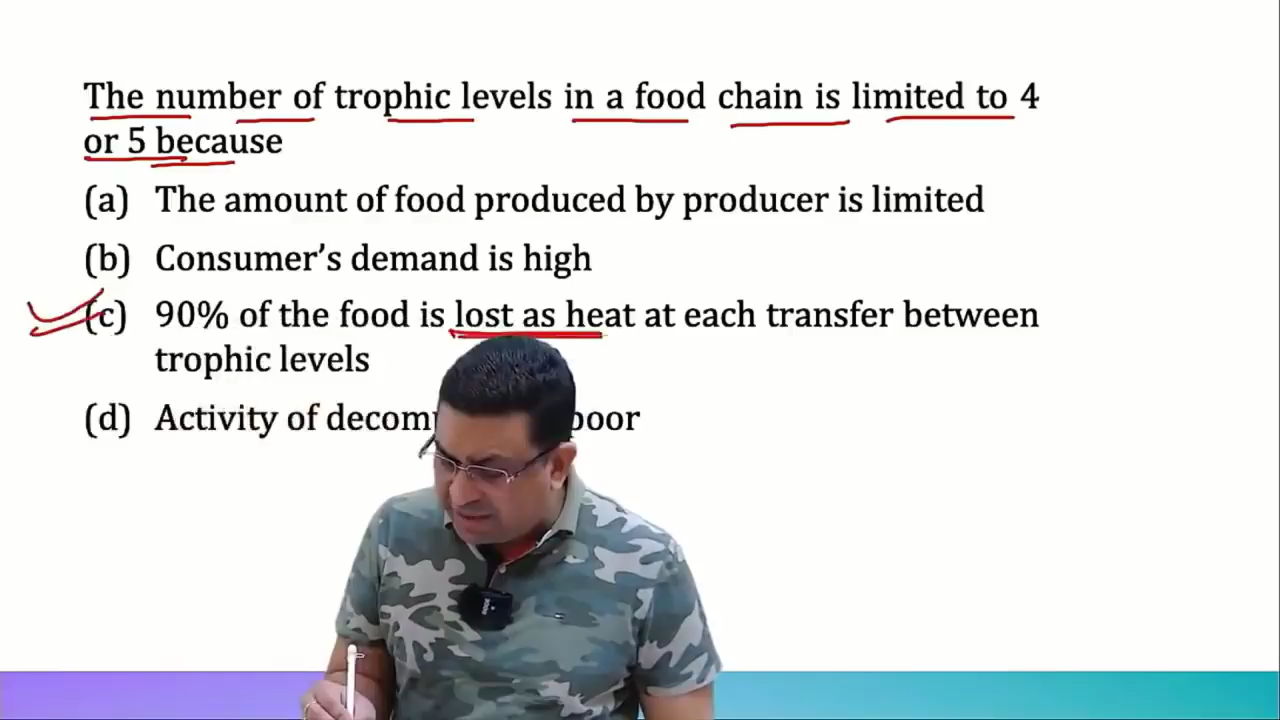 The number of trophic levels in a food chain is limited to 4
or 5 because
(a) The amount of food produced by producer is limited
(b) Consumer’s demand is high
(c) 90% of the food is lost as heat at each transfer between
trophic levels
(d) Activity of poor